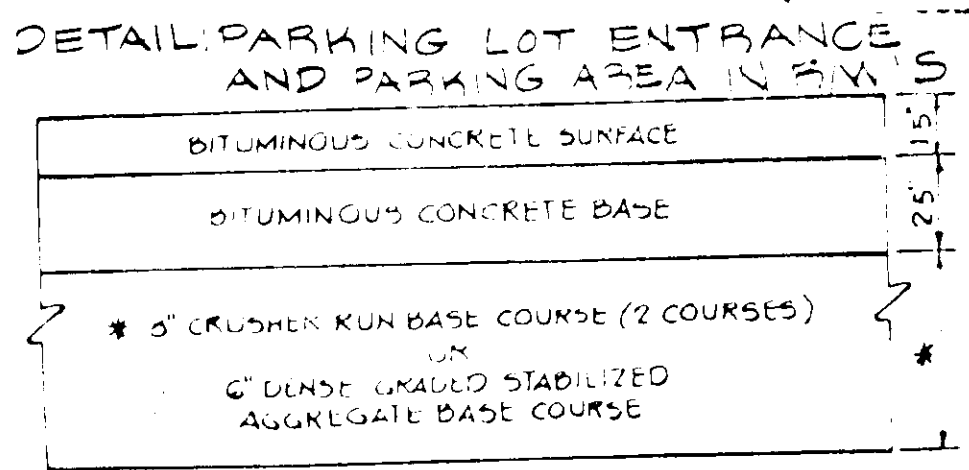 DETAIL: PARKING LOT ENTRANCE
AND PARKING AREA IN R/W'S
BITUMINOUS CONCRETE SURFACE
1.5"
BITUMINOUS CONCRETE BASE
2.5"
* CRUSHER RUN BASE COURSE (2 COURSES)
OR
6" DENSE GRADED STABILIZED
AGGREGATE BASE COURSE
*